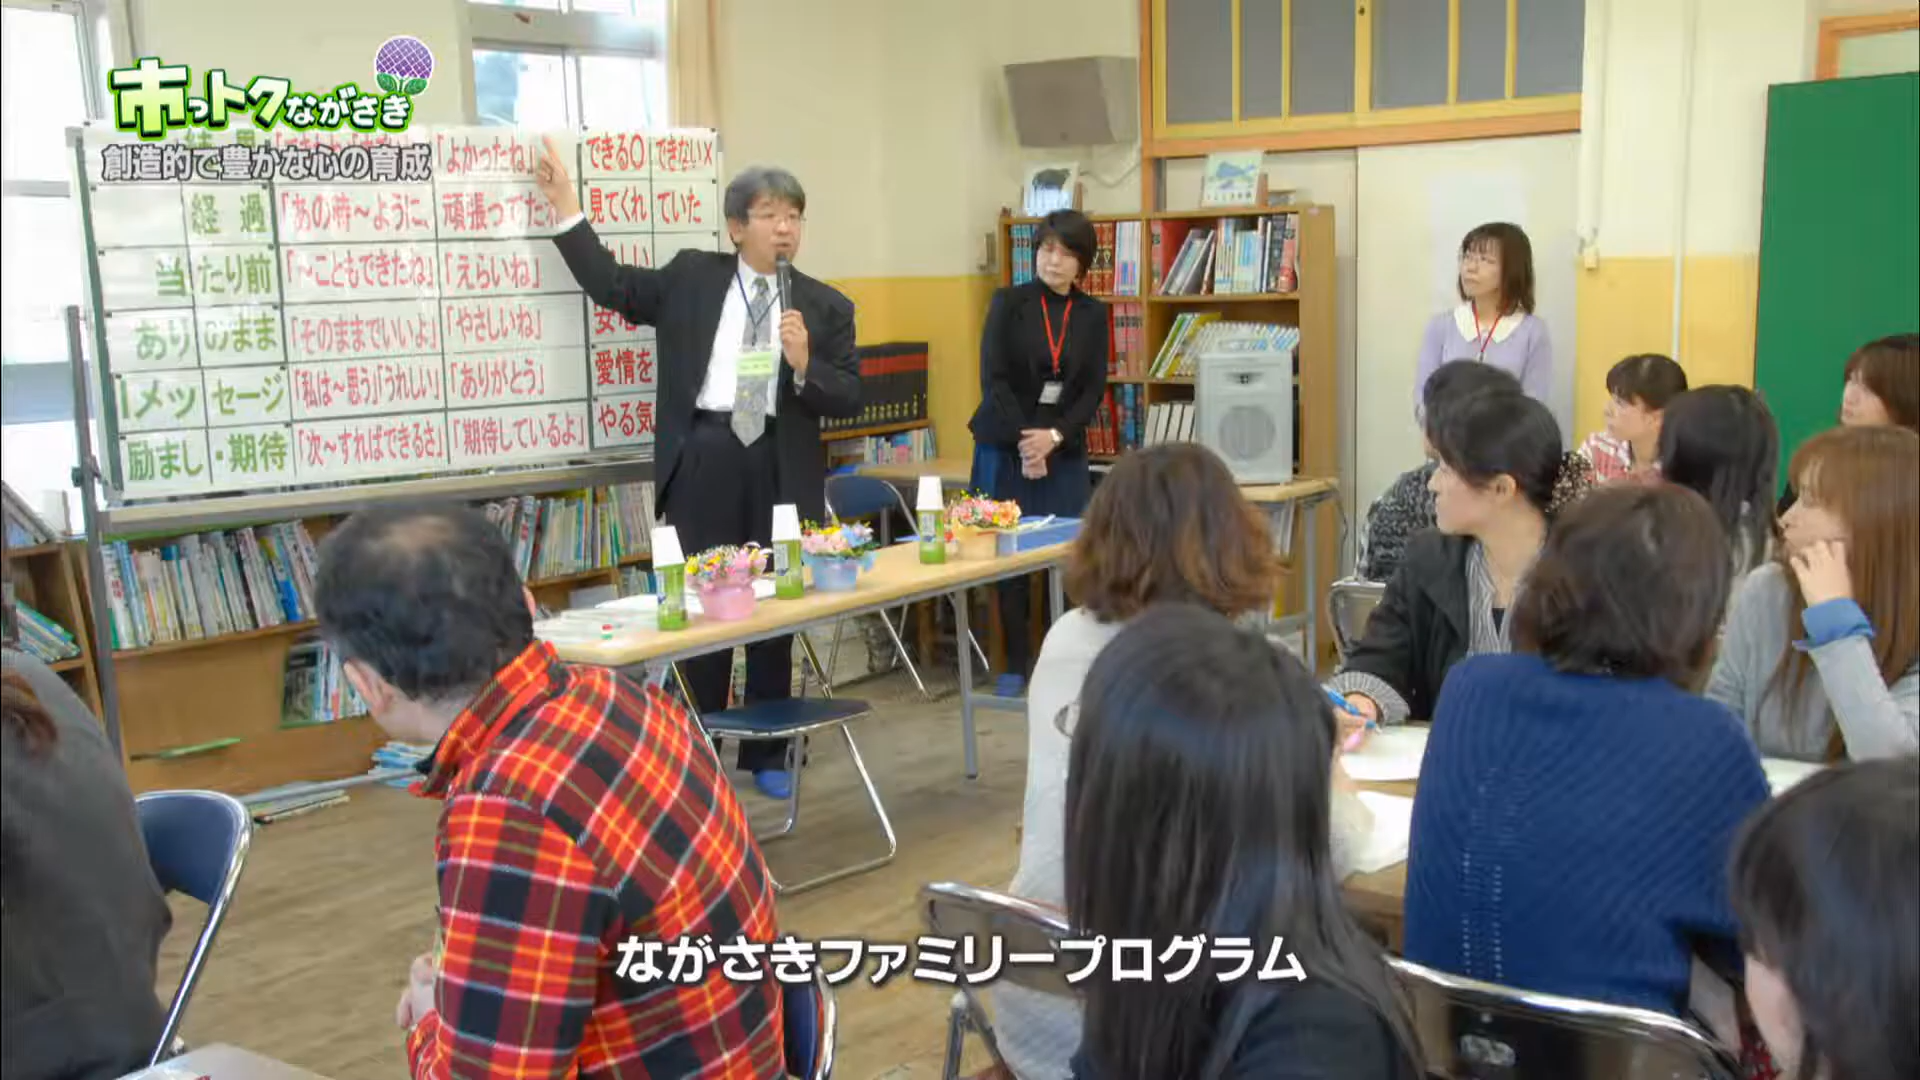 市っトクながさき
創造的で豊かな心の育成
「よかったね」 できる〇 できない×
経過 「あの時～ように、頑張ってたね 見てくれ ていた
当たり前 「～こともできたね」 「えらいね」
ありのまま 「そのままでいいよ」 「やさしいね」
Iメッセージ 「私は～思う」「うれしい」 「ありがとう」 愛情を
励まし・期待 「次～すればできるさ」 「期待しているよ」 やる気
ながさきファミリープログラム